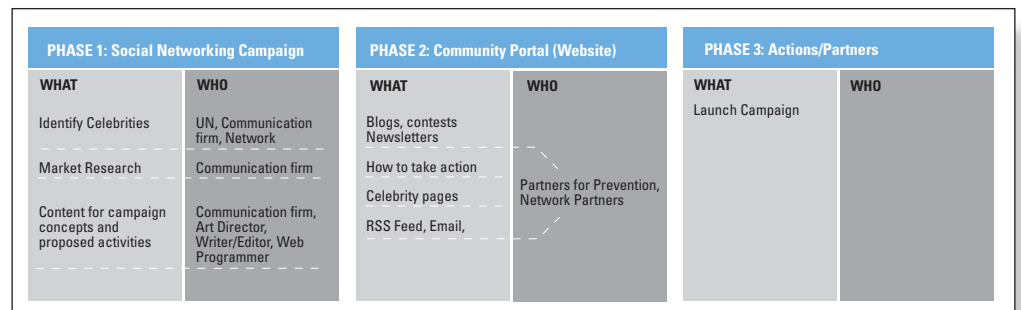 PHASE 1: Social Networking Campaign
WHAT
WHO
Identify Celebrities
UN, Communication
firm, Network
Market Research
Communication firm
Content for campaign
concepts and
proposed activities
Communication firm,
Art Director,
Writer/Editor, Web
Programmer
PHASE 2: Community Portal (Website)
WHAT
WHO
Blogs, contests
Newsletters
How to take action
Celebrity pages
RSS Feed, Email,
Partners for Prevention,
Network Partners
PHASE 3: Actions/Partners
WHAT
WHO
Launch Campaign